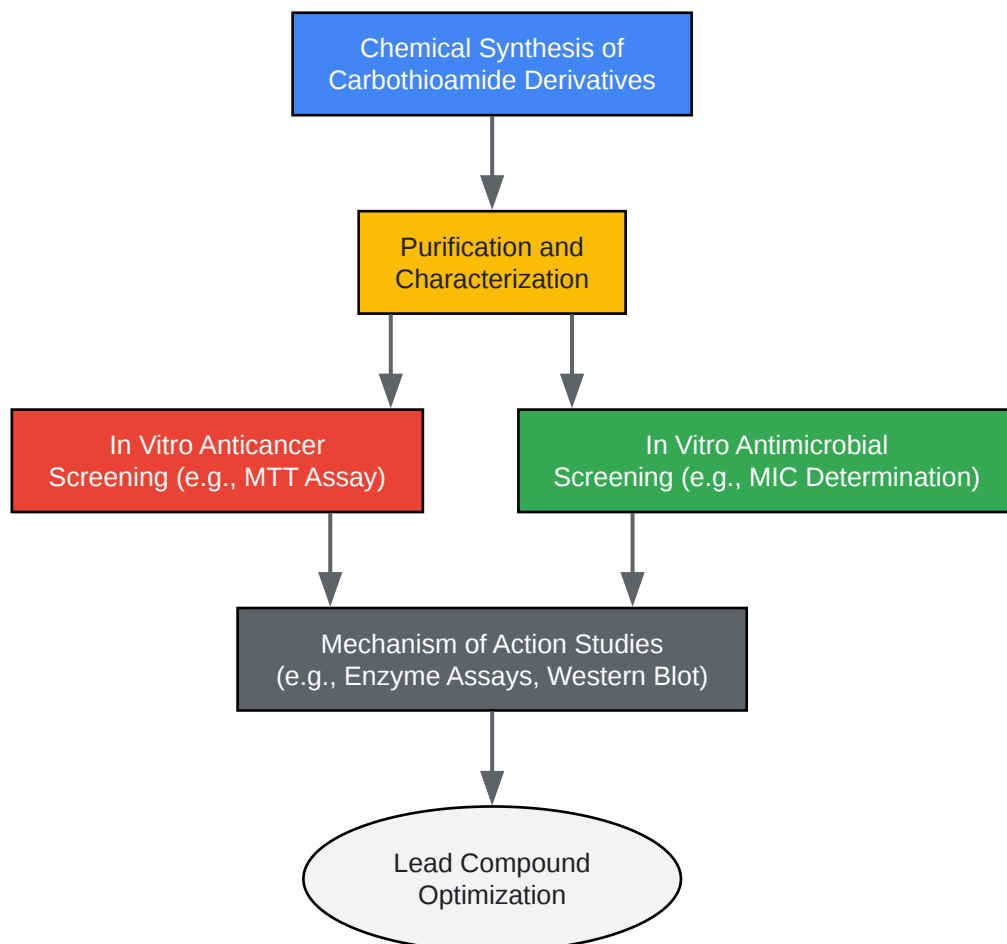 Chemical Synthesis of
Carbothioamide Derivatives
Purification and
Characterization
In Vitro Anticancer
Screening (e.g., MTT Assay)
In Vitro Antimicrobial
Screening (e.g., MIC Determination)
Mechanism of Action Studies
(e.g., Enzyme Assays, Western Blot)
Lead Compound
Optimization